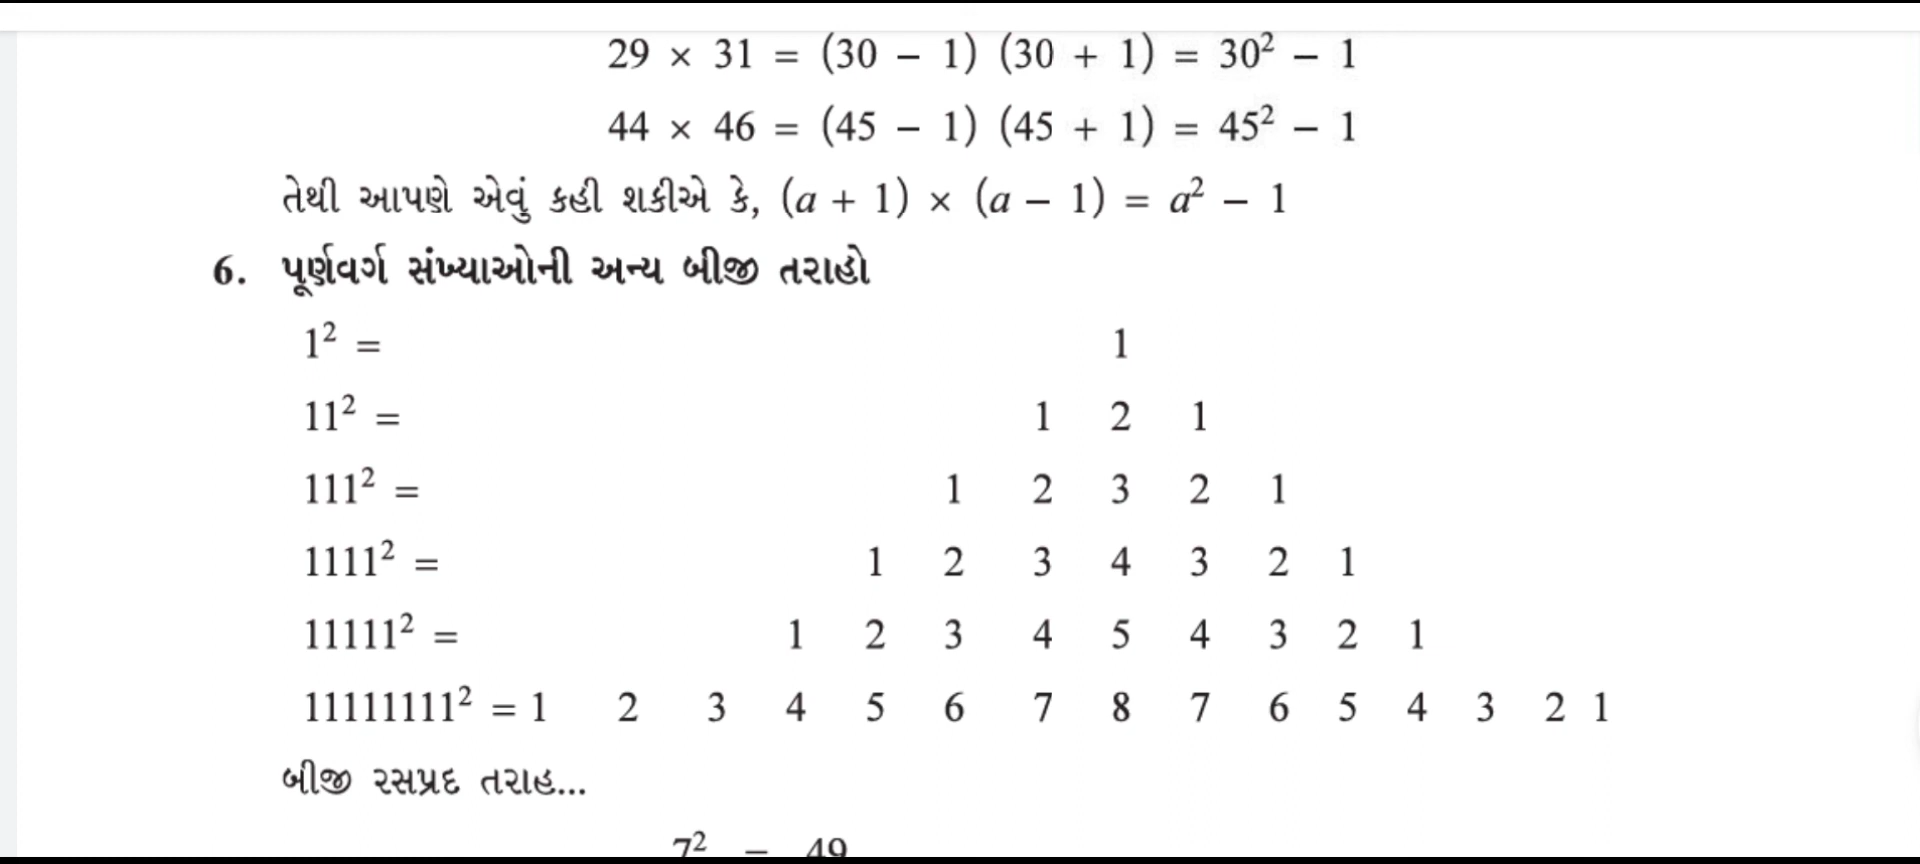 29 × 31 = (30 – 1) (30 + 1) = 30² – 1
44 × 46 = (45 – 1) (45 + 1) = 45² – 1
તેથી આપણે એવું કહી શકીએ કે, (a + 1) × (a – 1) = a² – 1
6. પૂર્ણવર્ગ સંખ્યાઓની અન્ય બીજી તરાહો
1² = 1
11² = 1 2 1
111² = 1 2 3 2 1
1111² = 1 2 3 4 3 2 1
11111² = 1 2 3 4 5 4 3 2 1
11111111² = 1 2 3 4 5 6 7 8 7 6 5 4 3 2 1
બીજી રસપ્રદ તરાહ...
7² = 49